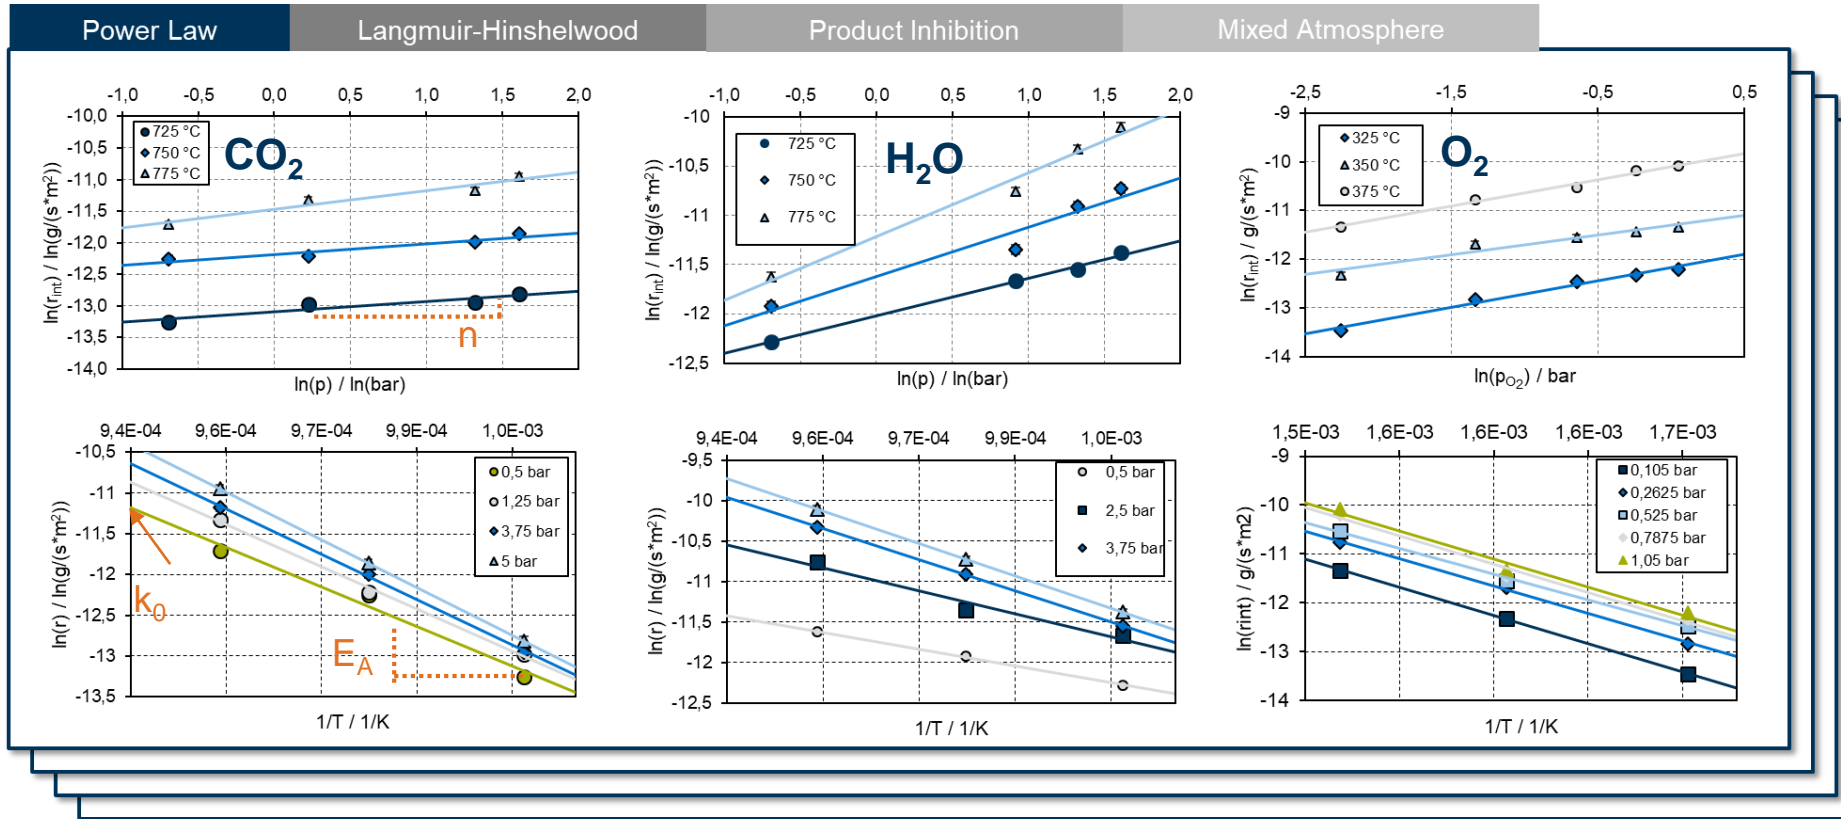 Power Law
Langmuir-Hinshelwood
Product Inhibition
Mixed Atmosphere
-1,0 -0,5 0,0 0,5 1,0 1,5 2,0
-10,0
-10,5
-11,0
-11,5
-12,0
-12,5
-13,0
-13,5
-14,0
ln(r_int) / ln(g/(s*m²))
725 °C
750 °C
775 °C
CO₂
n
ln(p) / ln(bar)
-1,0 -0,5 0,0 0,5 1,0 1,5 2,0
-10
-10,5
-11
-11,5
-12
-12,5
ln(r_int) / ln(g/(s*m²))
725 °C
750 °C
775 °C
H₂O
ln(p) / ln(bar)
-2,5 -1,5 -0,5 0,5
-9
-10
-11
-12
-13
-14
ln(r_int) / g/(s*m²)
325 °C
350 °C
375 °C
O₂
ln(p_O₂) / bar
9,4E-04 9,6E-04 9,7E-04 9,9E-04 1,0E-03
-10,5
-11
-11,5
-12
-12,5
-13
-13,5
ln(r) / ln(g/(s*m²))
0,5 bar
1,25 bar
3,75 bar
5 bar
k₀
E_A
1/T / 1/K
9,4E-04 9,6E-04 9,7E-04 9,9E-04 1,0E-03
-9,5
-10
-10,5
-11
-11,5
-12
-12,5
ln(r) / ln(g/(s*m²))
0,5 bar
2,5 bar
3,75 bar
1/T / 1/K
1,5E-03 1,6E-03 1,6E-03 1,6E-03 1,7E-03
-9
-10
-11
-12
-13
-14
ln(rint) / g/(s*m2)
0,105 bar
0,2625 bar
0,525 bar
0,7875 bar
1,05 bar
1/T / 1/K